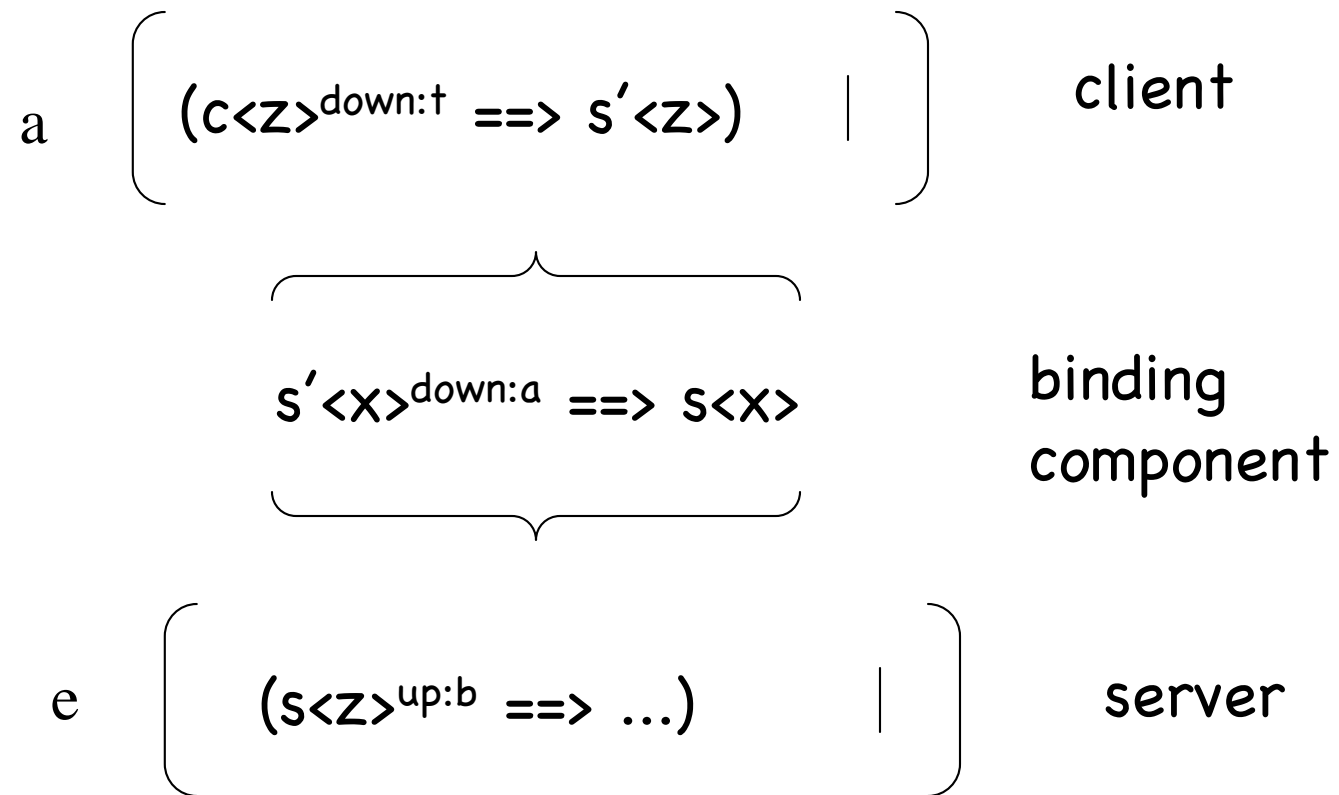 a (c<z>down:t ==> s′<z>) | client
s′<x>down:a ==> s<x> binding
component
e (s<z>up:b ==> ...) | server